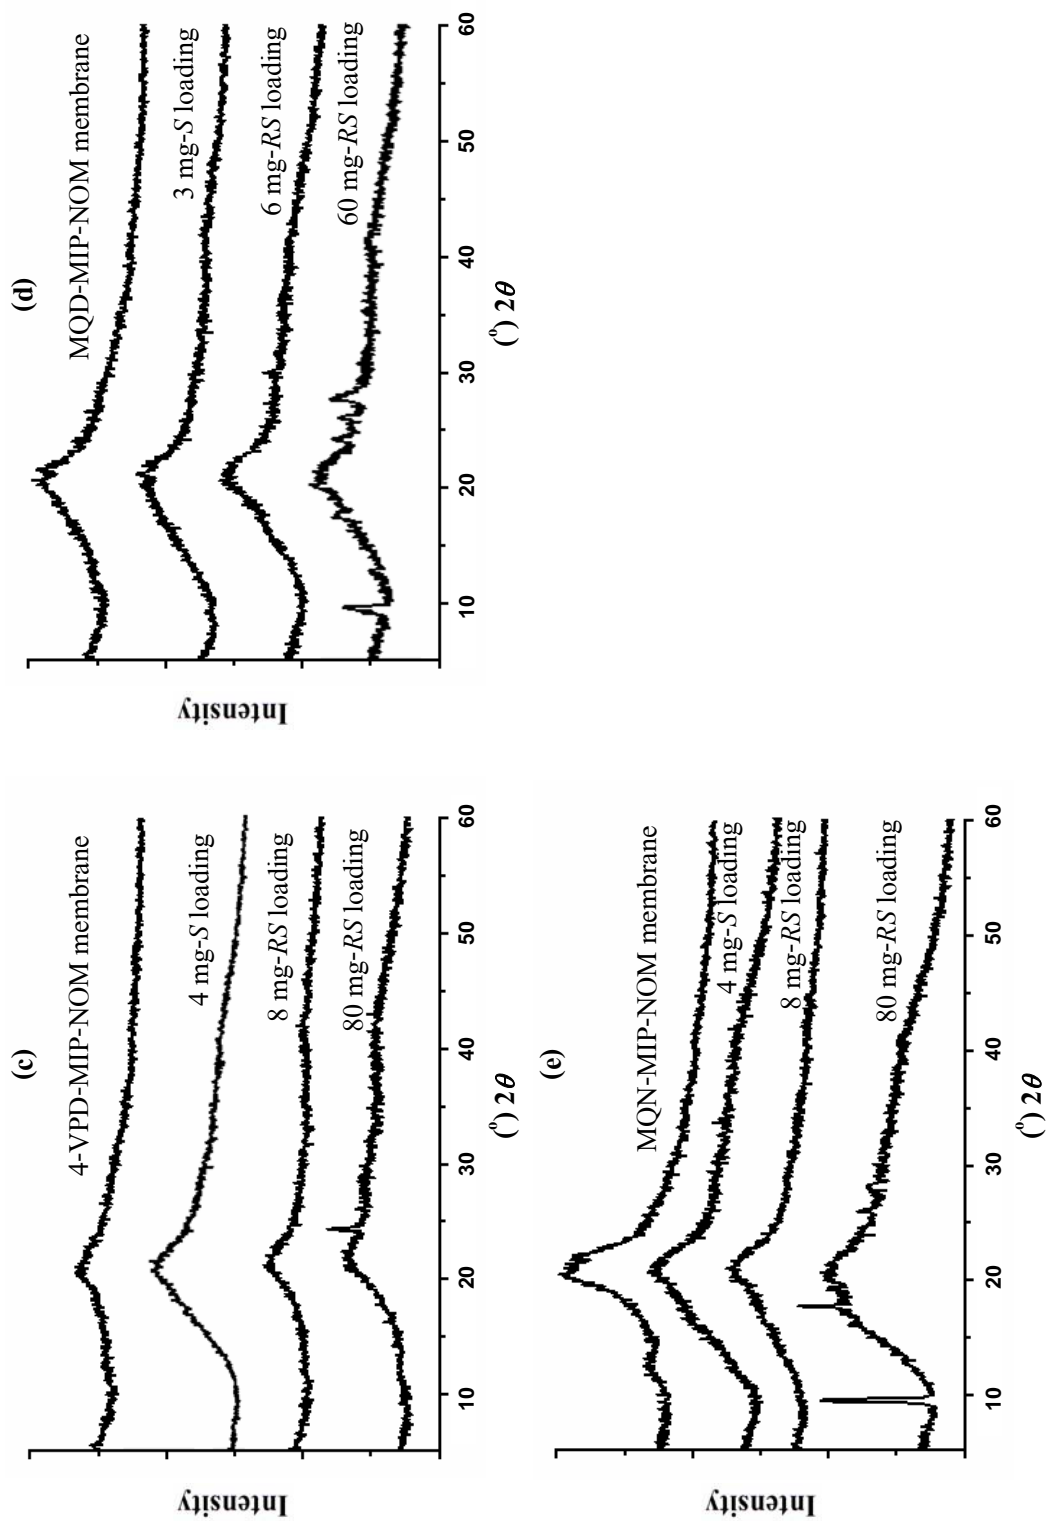 (c)
4-VPD-MIP-NOM membrane
4 mg-S loading
8 mg-RS loading
80 mg-RS loading
Intensity
10 20 30 40 50 60
(°) 2θ
(d)
MQD-MIP-NOM membrane
3 mg-S loading
6 mg-RS loading
60 mg-RS loading
Intensity
10 20 30 40 50 60
(°) 2θ
(e)
MQN-MIP-NOM membrane
4 mg-S loading
8 mg-RS loading
80 mg-RS loading
Intensity
10 20 30 40 50 60
(°) 2θ